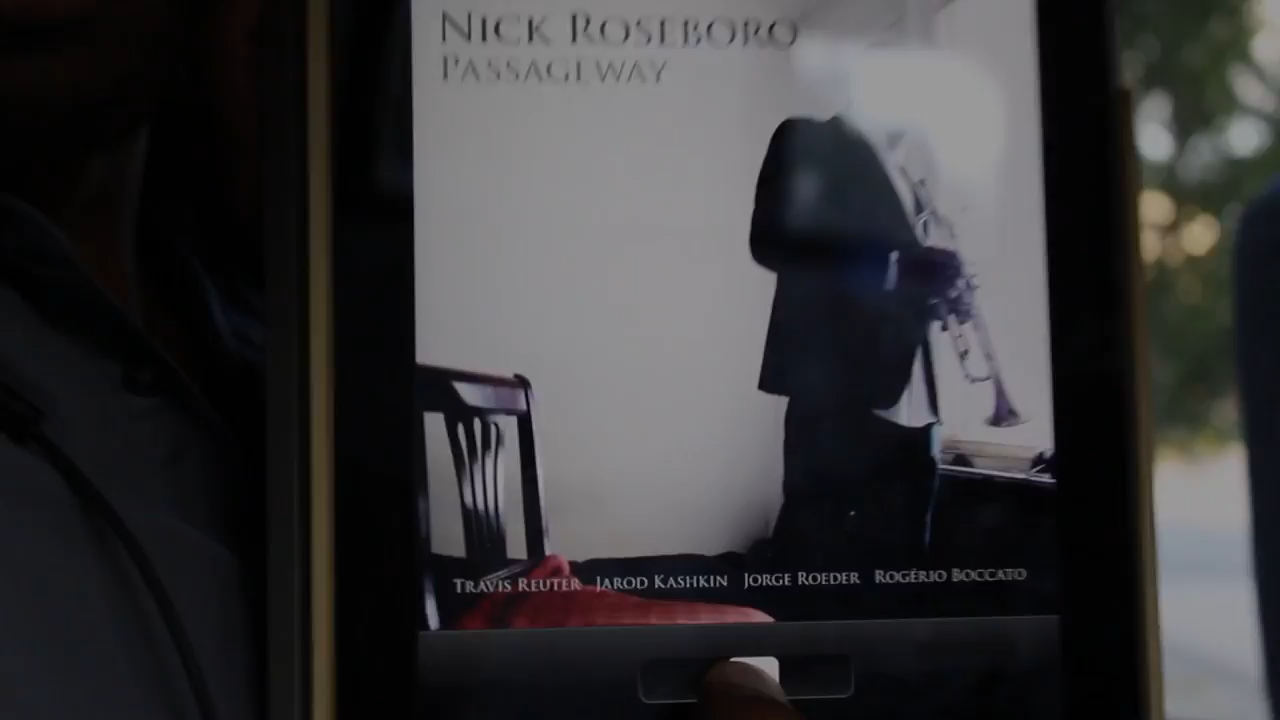 NICK ROSEBORO
PASSAGEWAY
TRAVIS REUTER JAROD KASHKIN JORGE ROEDER ROGÉRIO BOCCATO